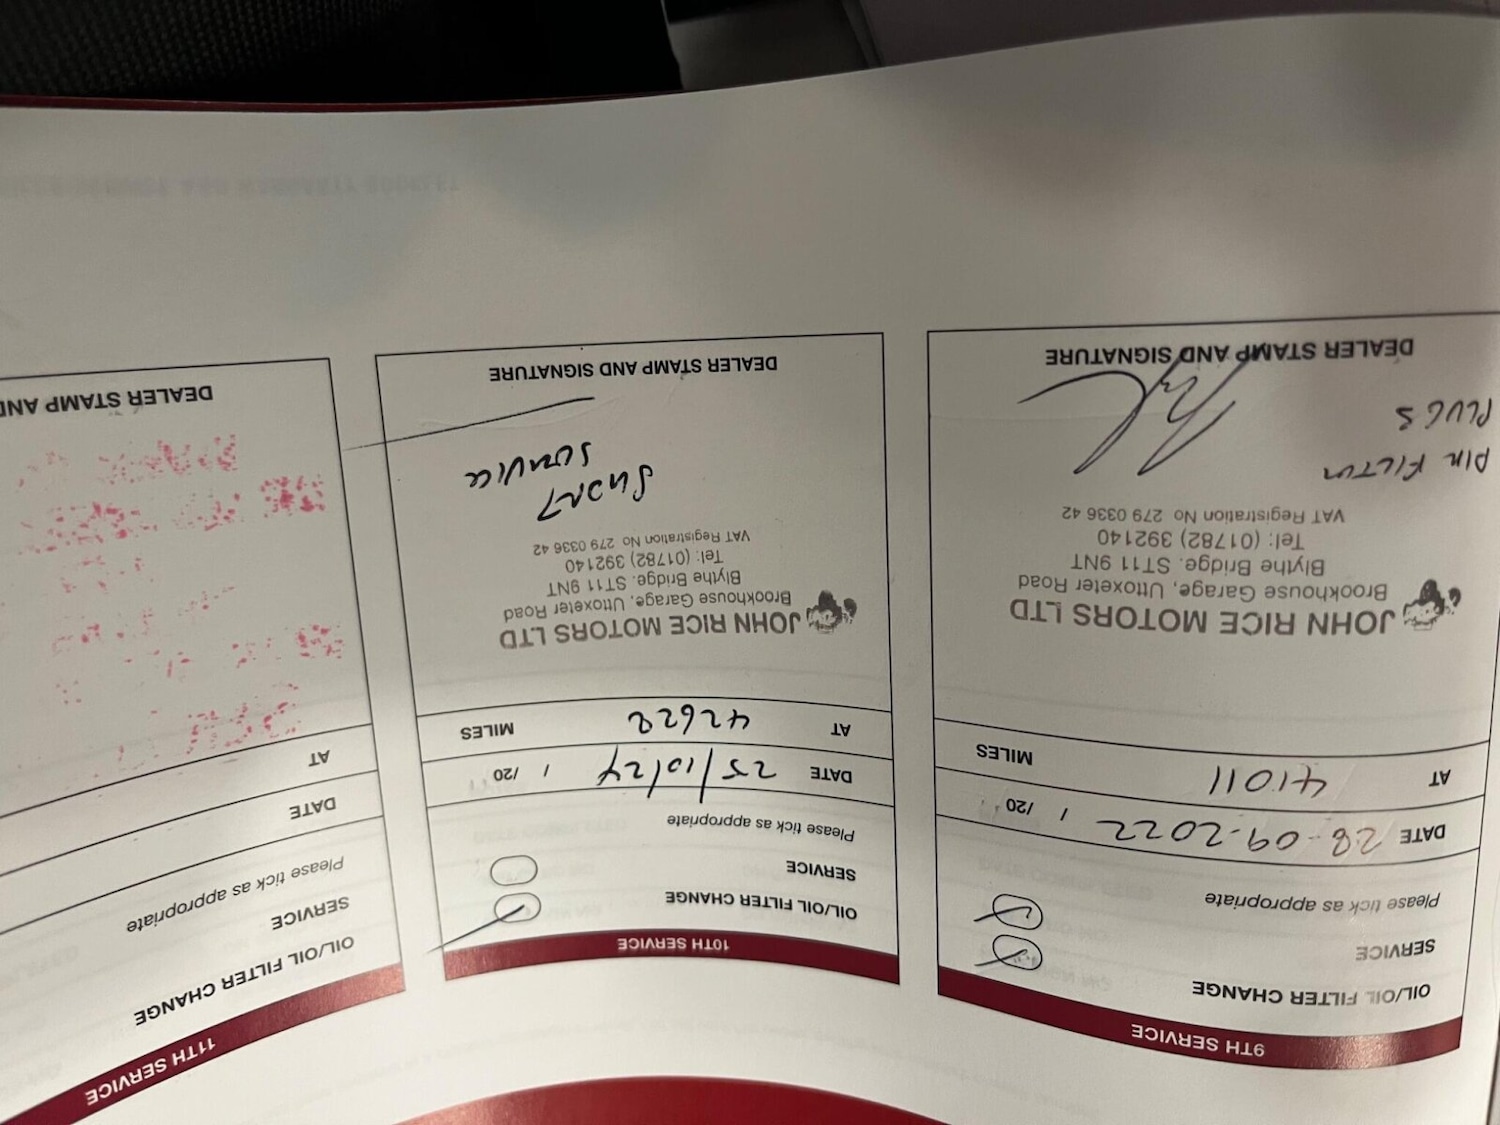 9TH SERVICE
OIL/OIL FILTER CHANGE
SERVICE
Please tick as appropriate
DATE 28-09-2022 / /20
AT 41011 MILES
JOHN RICE MOTORS LTD
Brookhouse Garage, Uttoxeter Road
Blythe Bridge. ST11 9NT
Tel: (01782) 392140
VAT Registration No 279 0336 42
AIR FILTER
PLUGS
DEALER STAMP AND SIGNATURE
10TH SERVICE
OIL/OIL FILTER CHANGE
SERVICE
Please tick as appropriate
DATE 25/10/24 / /20
AT 42622 MILES
JOHN RICE MOTORS LTD
Brookhouse Garage, Uttoxeter Road
Blythe Bridge. ST11 9NT
Tel: (01782) 392140
VAT Registration No 279 0336 42
SHORT
SERVICE
DEALER STAMP AND SIGNATURE
11TH SERVICE
OIL/OIL FILTER CHANGE
SERVICE
Please tick as appropriate
DATE
AT
DEALER STAMP AND